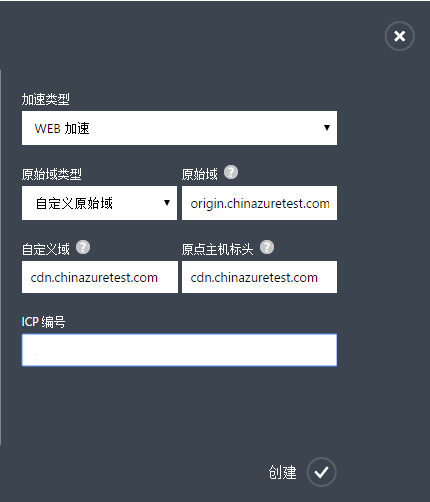 加速类型
WEB 加速
原始域类型 原始域 ?
自定义原始域 origin.chinazuretest.com
自定义域 ? 原点主机标头 ?
cdn.chinazuretest.com cdn.chinazuretest.com
ICP 编号
创建